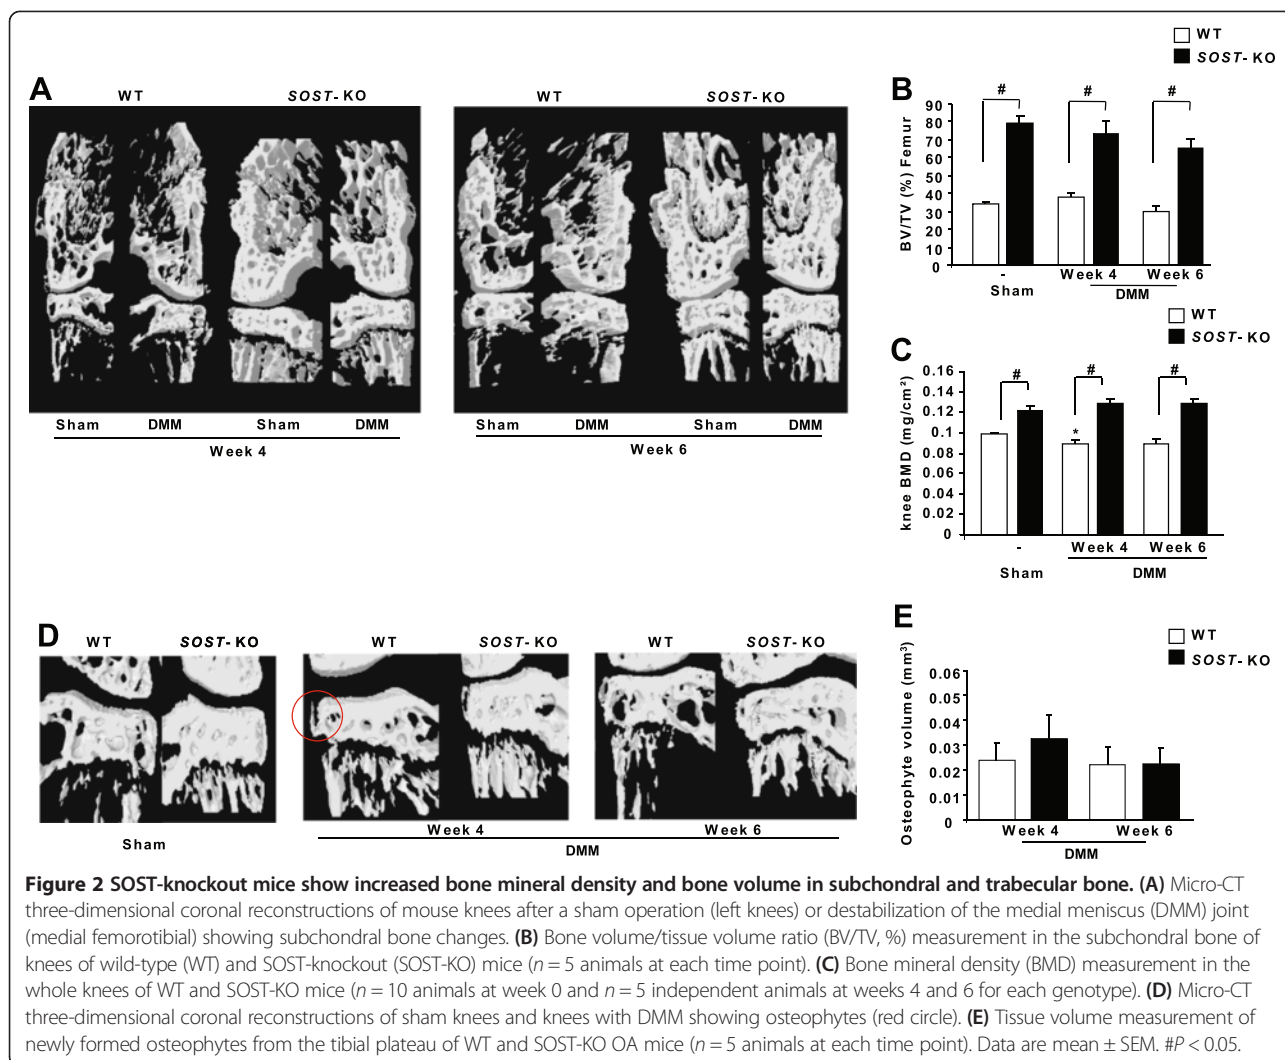 WT
SOST-KO
A
WT SOST-KO
WT SOST-KO
Sham DMM Sham DMM
Week 4
Sham DMM Sham DMM
Week 6
B
BV/TV (%) Femur
90
80
70
60
50
40
30
20
10
0
# # #
- Week 4 Week 6
Sham DMM
WT
SOST-KO
C
knee BMD (mg/cm²)
0.16
0.14
0.12
0.1
0.08
0.06
0.04
0.02
0
# # #
*
- Week 4 Week 6
Sham DMM
D
WT SOST-KO
WT SOST-KO
WT SOST-KO
Sham
Week 4 Week 6
DMM
E
WT
SOST-KO
Osteophyte volume (mm³)
0.06
0.05
0.04
0.03
0.02
0.01
0
Week 4 Week 6
DMM
Figure 2 SOST-knockout mice show increased bone mineral density and bone volume in subchondral and trabecular bone. (A) Micro-CT
three-dimensional coronal reconstructions of mouse knees after a sham operation (left knees) or destabilization of the medial meniscus (DMM) joint
(medial femorotibial) showing subchondral bone changes. (B) Bone volume/tissue volume ratio (BV/TV, %) measurement in the subchondral bone of
knees of wild-type (WT) and SOST-knockout (SOST-KO) mice (n = 5 animals at each time point). (C) Bone mineral density (BMD) measurement in the
whole knees of WT and SOST-KO mice (n = 10 animals at week 0 and n = 5 independent animals at weeks 4 and 6 for each genotype). (D) Micro-CT
three-dimensional coronal reconstructions of sham knees and knees with DMM showing osteophytes (red circle). (E) Tissue volume measurement of
newly formed osteophytes from the tibial plateau of WT and SOST-KO OA mice (n = 5 animals at each time point). Data are mean ± SEM. #P < 0.05.